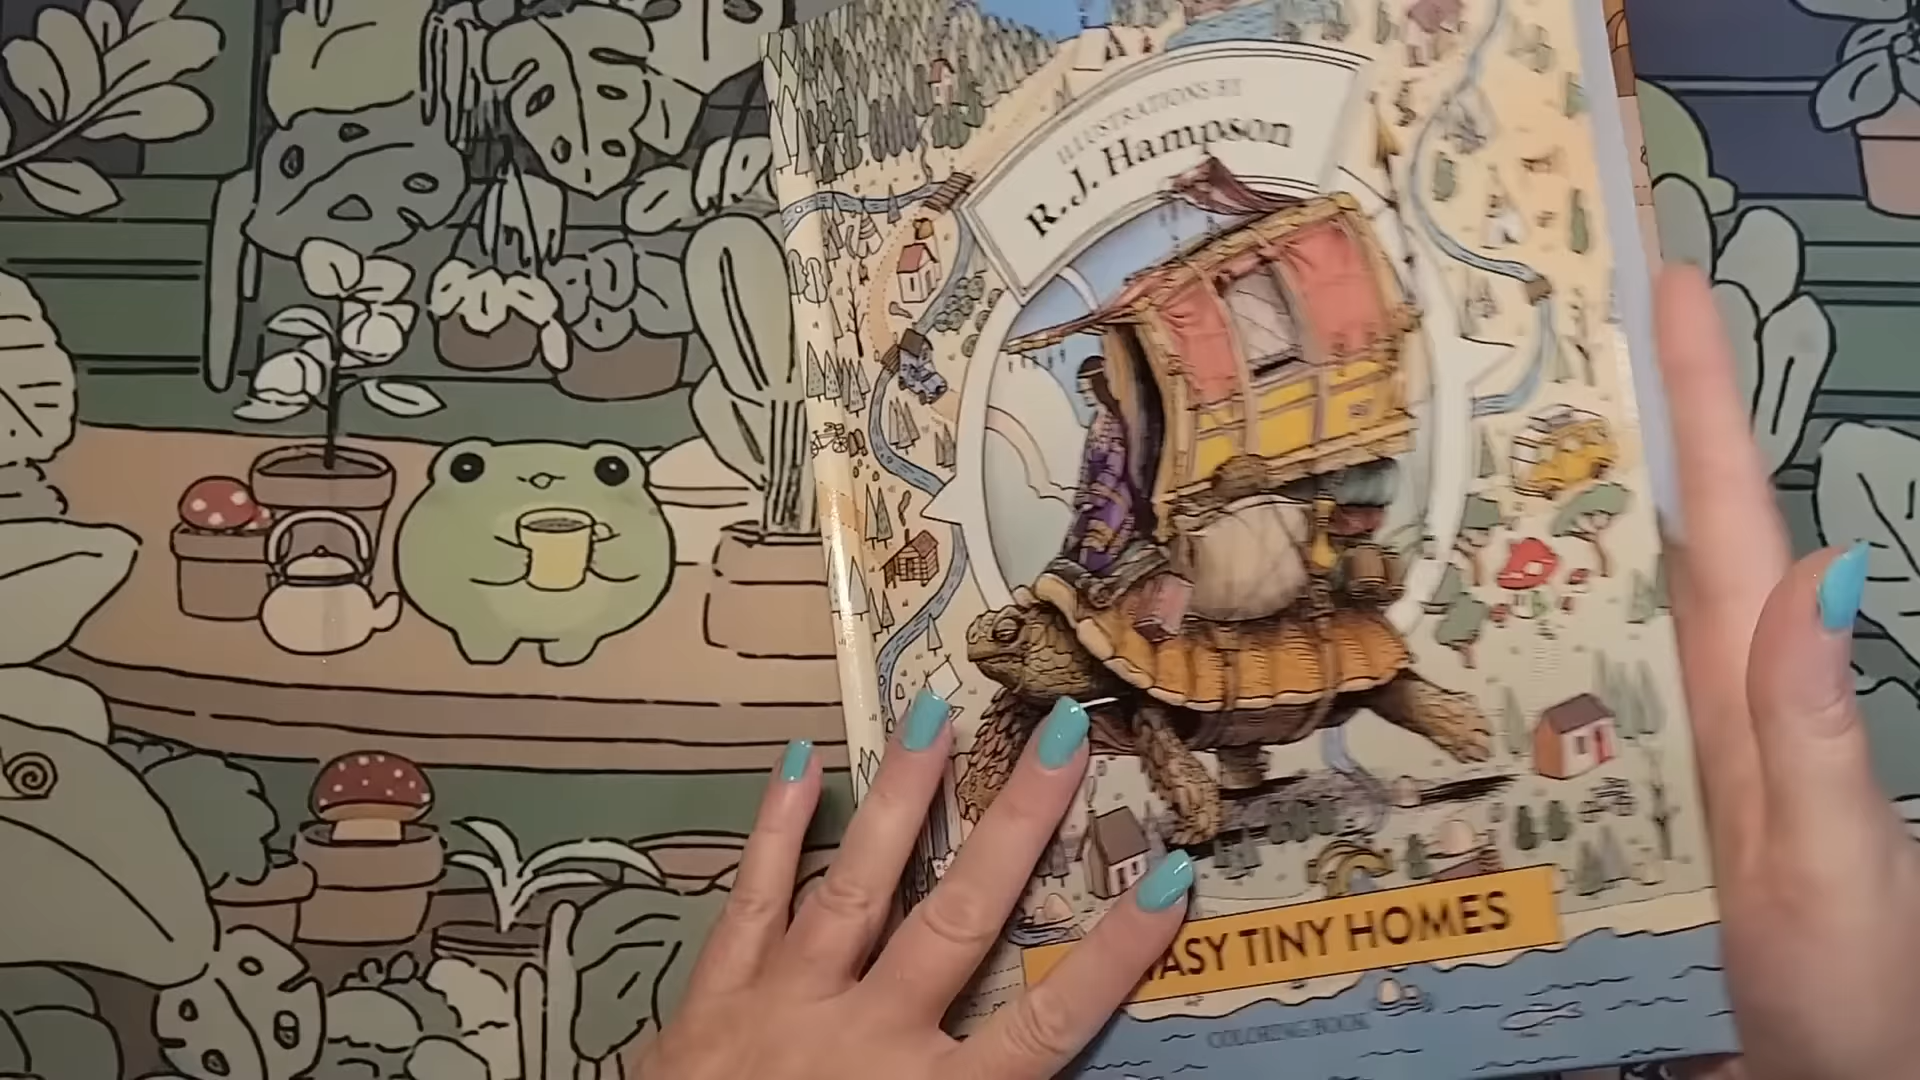 ILLUSTRATIONS BY
R.J. Hampson
ASY TINY HOMES
COLORING BOOK